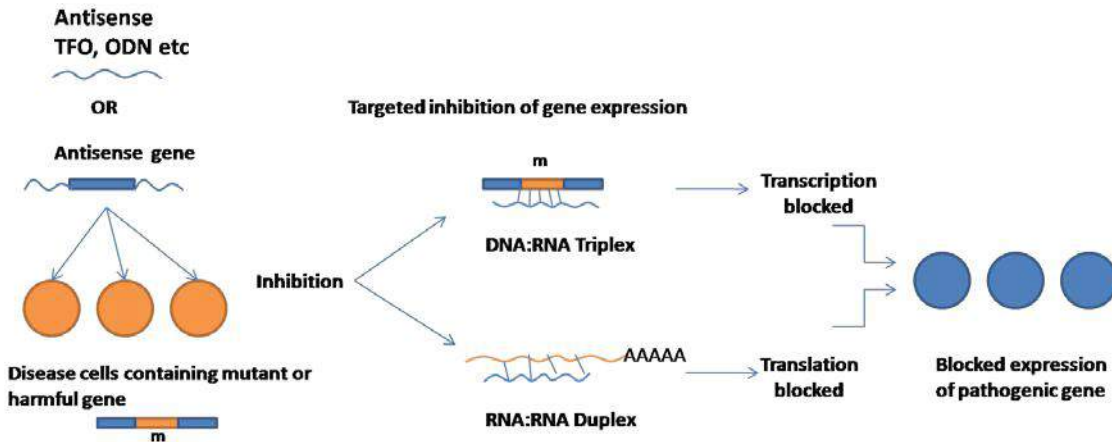 Antisense
TFO, ODN etc
OR
Antisense gene
Disease cells containing mutant or
harmful gene
m
Inhibition
Targeted inhibition of gene expression
m
DNA:RNA Triplex
AAAAA
RNA:RNA Duplex
Transcription
blocked
Translation
blocked
Blocked expression
of pathogenic gene